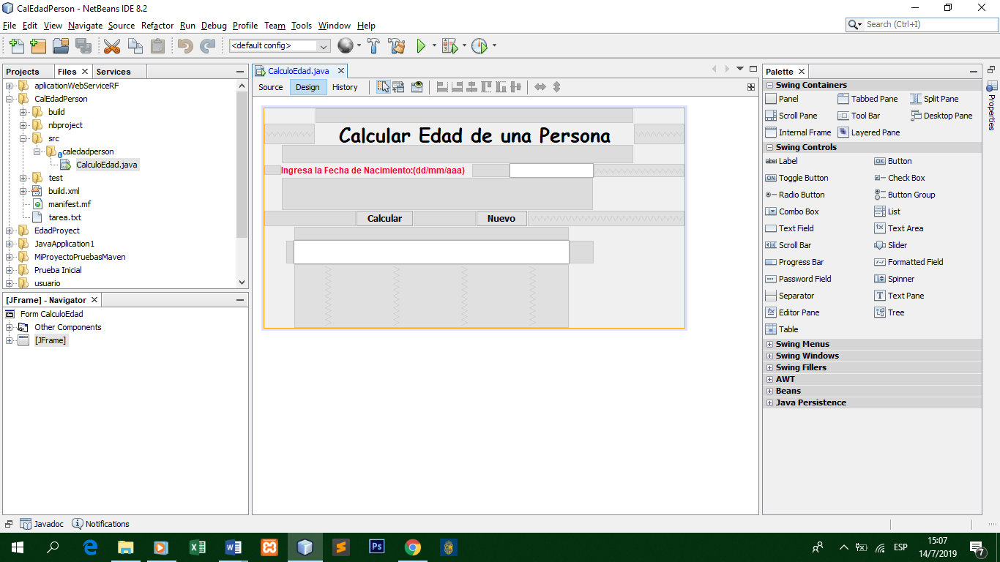 CalEdadPerson - NetBeans IDE 8.2
File Edit View Navigate Source Refactor Run Debug Profile Team Tools Window Help
Search (Ctrl+I)
<default config>
Projects Files Services
aplicationWebServiceRF
CalEdadPerson
build
nbproject
src
caledadperson
CalculoEdad.java
test
build.xml
manifest.mf
tarea.txt
EdadProyect
JavaApplication1
MiProyectoPruebasMaven
Prueba Inicial
usuario
[JFrame] - Navigator
Form CalculoEdad
Other Components
[JFrame]
CalculoEdad.java
Source Design History
Calcular Edad de una Persona
Ingresa la Fecha de Nacimiento:(dd/mm/aaa)
Calcular Nuevo
Palette
Swing Containers
Panel Tabbed Pane Split Pane
Scroll Pane Tool Bar Desktop Pane
Internal Frame Layered Pane
Swing Controls
label Label OK Button
ON Toggle Button Check Box
Radio Button Button Group
Combo Box List
Text Field Text Area
Scroll Bar Slider
Progress Bar Formatted Field
Password Field Spinner
Separator T Text Pane
Editor Pane Tree
Table
Swing Menus
Swing Windows
Swing Fillers
AWT
Beans
Java Persistence
Properties
Javadoc Notifications
Ps
ESP
15:07
14/7/2019
7